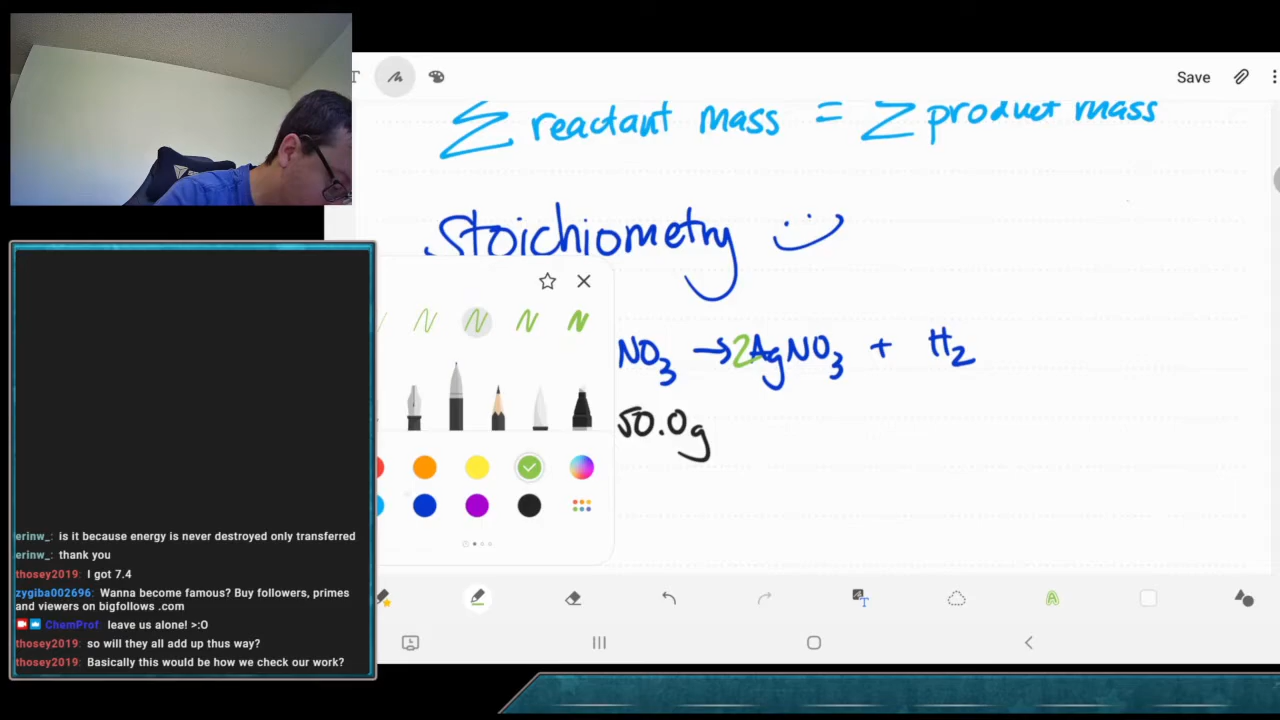 T
Save
Σ reactant mass = Σ product mass
Stoichiometry
NO3 → 2AgNO3 + H2
50.0g
erinw_: is it because energy is never destroyed only transferred
erinw_: thank you
thosey2019: I got 7.4
zygiba002696: Wanna become famous? Buy followers, primes
and viewers on bigfollows .com
ChemProf: leave us alone! >:O
thosey2019: so will they all add up thus way?
thosey2019: Basically this would be how we check our work?